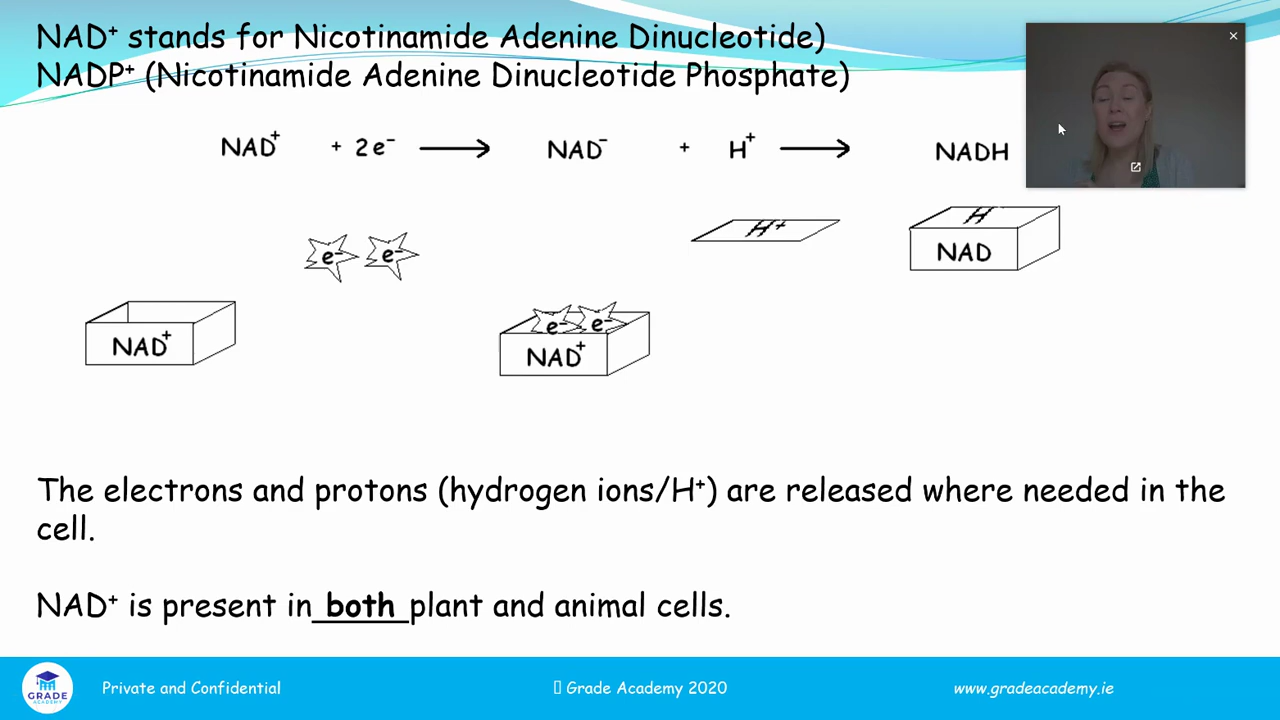 NAD⁺ stands for Nicotinamide Adenine Dinucleotide)
NADP⁺ (Nicotinamide Adenine Dinucleotide Phosphate)
NAD⁺ + 2e⁻ ⟶ NAD⁻ + H⁺ ⟶ NADH
H⁺
H
NAD
e⁻ e⁻
NAD⁺
e⁻ e⁻
NAD⁺
The electrons and protons (hydrogen ions/H⁺) are released where needed in the
cell.
NAD⁺ is present in both plant and animal cells.
GRADE
ACADEMY
Private and Confidential
▯ Grade Academy 2020
www.gradeacademy.ie